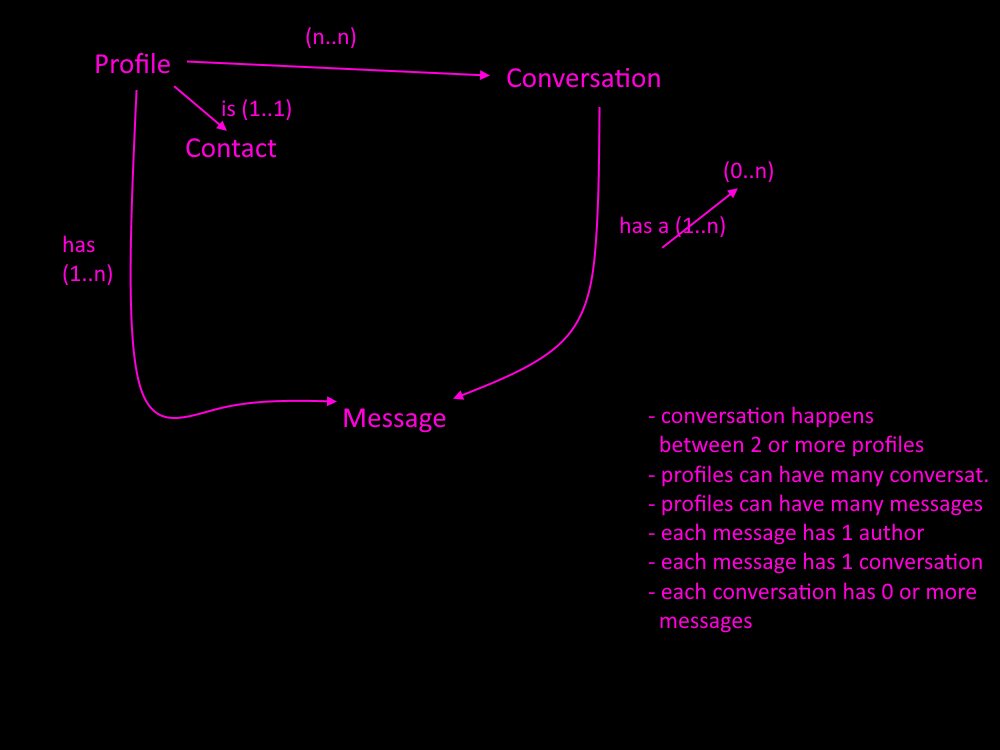 (n..n)
Profile
Conversation
is (1..1)
Contact
(0..n)
has a (1..n)
has
(1..n)
Message
- conversation happens
between 2 or more profiles
- profiles can have many conversat.
- profiles can have many messages
- each message has 1 author
- each message has 1 conversation
- each conversation has 0 or more
messages